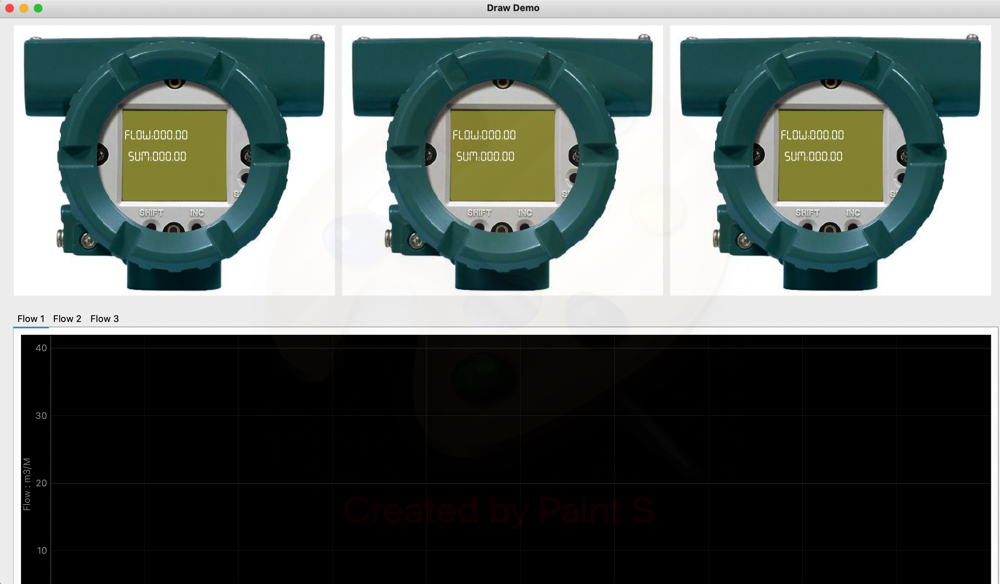 Draw Demo
FLOW:000.00
SUM:000.00
SHIFT INC
FLOW:000.00
SUM:000.00
SHIFT INC
FLOW:000.00
SUM:000.00
SHIFT INC
Flow 1 Flow 2 Flow 3
40
30
20
10
Flow : m3/M
Created by Paint S